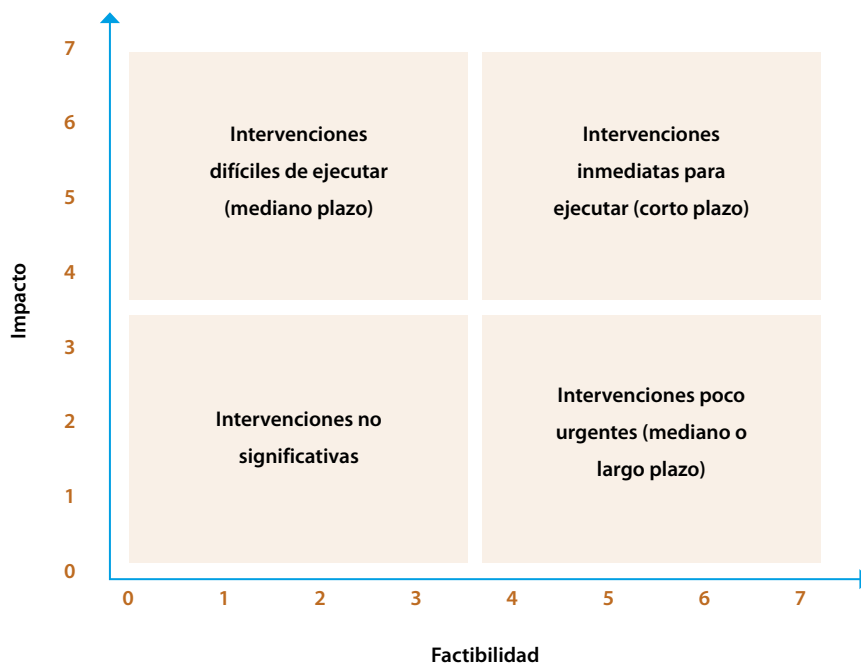 7
6
5
4
3
2
1
0
Impacto
Intervenciones
difíciles de ejecutar
(mediano plazo)
Intervenciones
inmediatas para
ejecutar (corto plazo)
Intervenciones no
significativas
Intervenciones poco
urgentes (mediano o
largo plazo)
0 1 2 3 4 5 6 7
Factibilidad